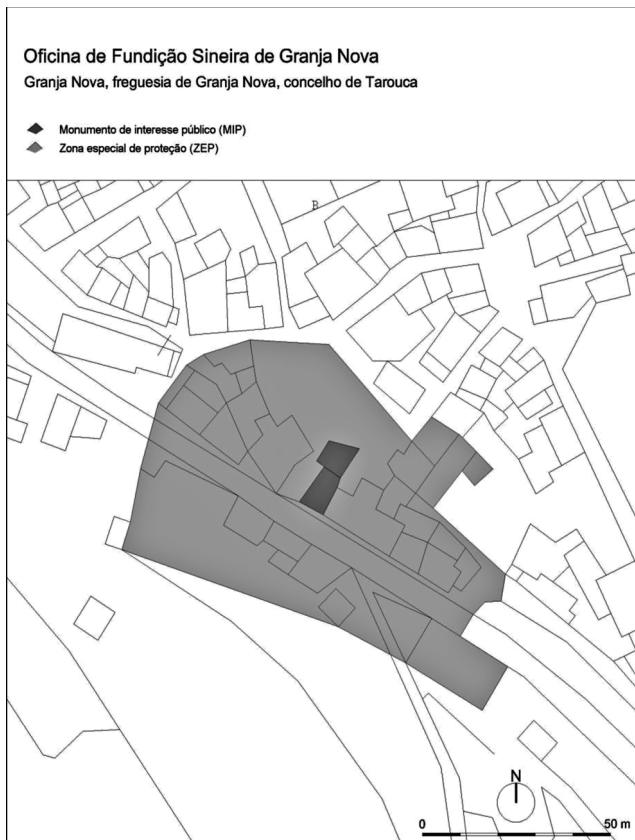 Oficina de Fundição Sineira de Granja Nova
Granja Nova, freguesia de Granja Nova, concelho de Tarouca
Monumento de interesse público (MIP)
Zona especial de proteção (ZEP)
R
N
0 50 m